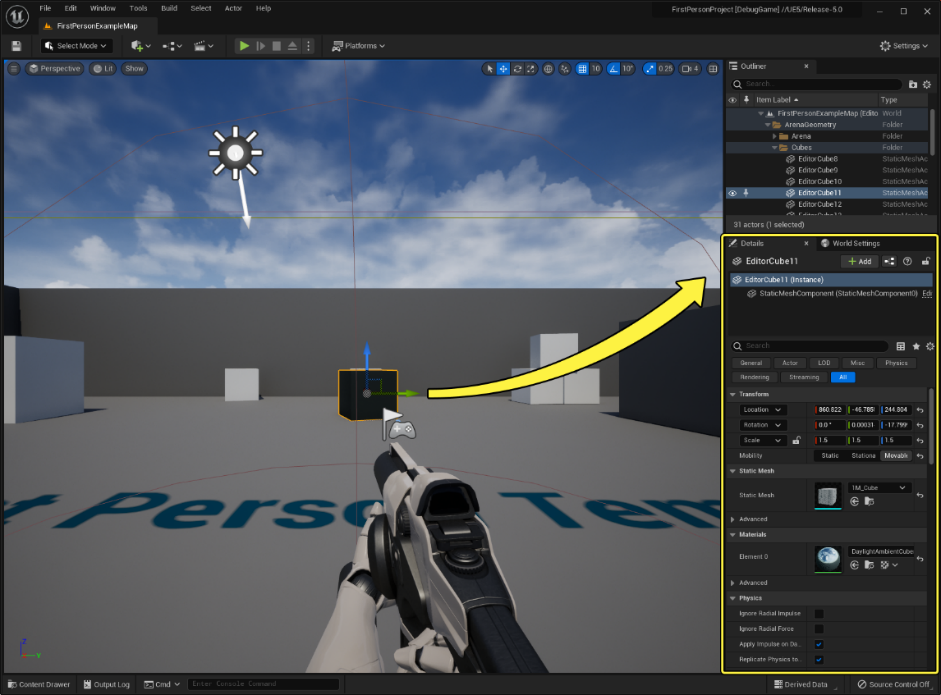 File Edit Window Tools Build Select Actor Help
FirstPersonProject [DebugGame] //UE5/Release-5.0
FirstPersonExampleMap
Select Mode
Platforms
Settings
Perspective Lit Show
10 10° 0.25 4
Outliner
Search...
Item Label Type
FirstPersonExampleMap (Edito World
ArenaGeometry Folder
Arena Folder
Cubes Folder
EditorCube8 StaticMeshAc
EditorCube9 StaticMeshAc
EditorCube10 StaticMeshAc
EditorCube11 StaticMeshAc
EditorCube12 StaticMeshAc
31 actors (1 selected)
Details World Settings
EditorCube11
Add
EditorCube11 (Instance)
StaticMeshComponent (StaticMeshComponent0) Edi
Search
General Actor LOD Misc Physics
Rendering Streaming All
Transform
Location 860.822 -46.785 244.804
Rotation 0.0 ° 0.00031 -17.799
Scale 1.5 1.5 1.5
Mobility Static Stationa Movable
Static Mesh
Static Mesh 1M_Cube
Advanced
Materials
Element 0 DaylightAmbientCube
Advanced
Physics
Ignore Radial Impulse
Ignore Radial Force
Apply Impulse on Da..
Replicate Physics to..
Z
Y
Content Drawer Output Log Cmd Enter Console Command Derived Data Source Control Off